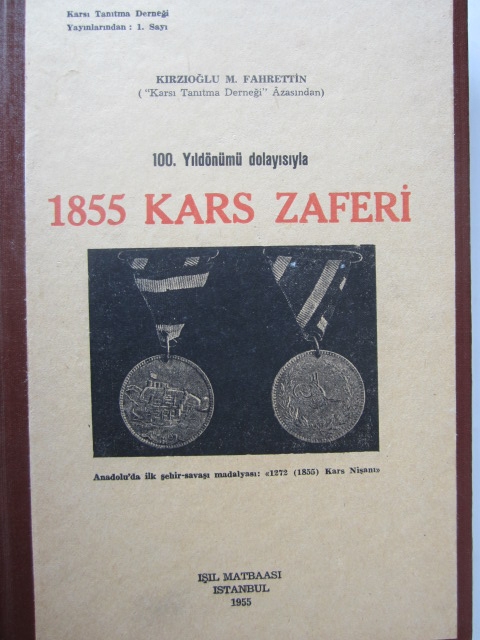 Karsı Tanıtma Derneği
Yayınlarından : 1. Sayı
KIRZIOĞLU M. FAHRETTİN
( "Karsı Tanıtma Derneği" Âzasından)
100. Yıldönümü dolayısıyla
1855 KARS ZAFERİ
Anadolu'da ilk şehir-savaşı madalyası: «1272 (1855) Kars Nişanı»
IŞIL MATBAASI
ISTANBUL
1955